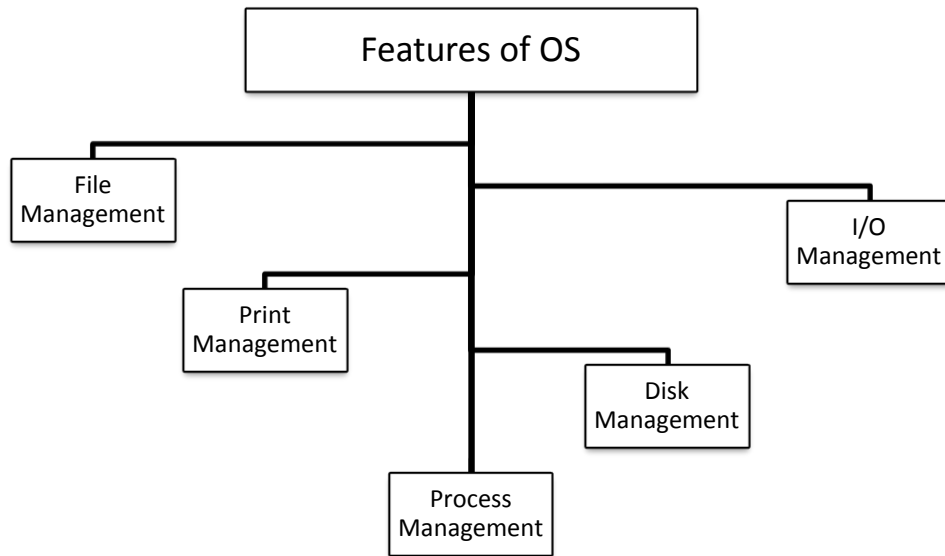 Features of OS
File
Management
I/O
Management
Print
Management
Disk
Management
Process
Management